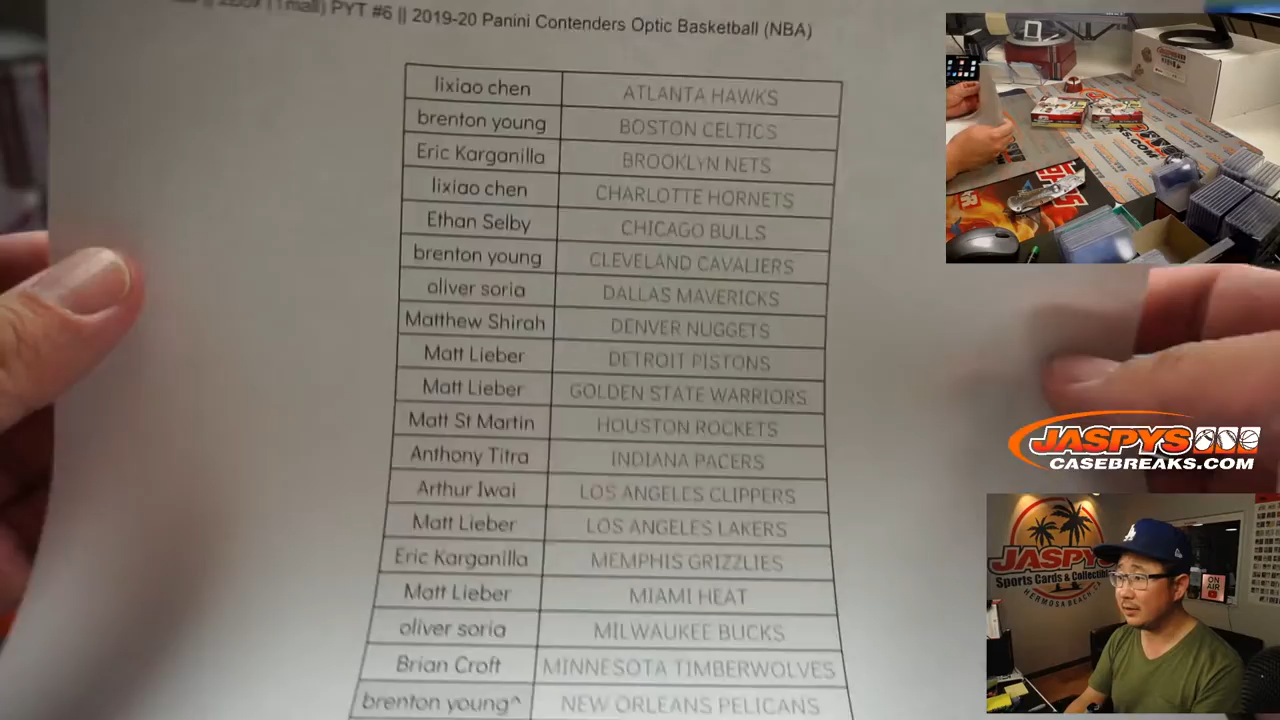 PYT #6 || 2019-20 Panini Contenders Optic Basketball (NBA)
lixiao chen ATLANTA HAWKS
brenton young BOSTON CELTICS
Eric Karganilla BROOKLYN NETS
lixiao chen CHARLOTTE HORNETS
Ethan Selby CHICAGO BULLS
brenton young CLEVELAND CAVALIERS
oliver soria DALLAS MAVERICKS
Matthew Shirah DENVER NUGGETS
Matt Lieber DETROIT PISTONS
Matt Lieber GOLDEN STATE WARRIORS
Matt St Martin HOUSTON ROCKETS
Anthony Titra INDIANA PACERS
Arthur Iwai LOS ANGELES CLIPPERS
Matt Lieber LOS ANGELES LAKERS
Eric Karganilla MEMPHIS GRIZZLIES
Matt Lieber MIAMI HEAT
oliver soria MILWAUKEE BUCKS
Brian Croft MINNESOTA TIMBERWOLVES
brenton young^ NEW ORLEANS PELICANS
JASPYS
CASEBREAKS.COM
JASPYS
Sports Cards & Collectib
HERMOSA BEACH
LA
ON AIR